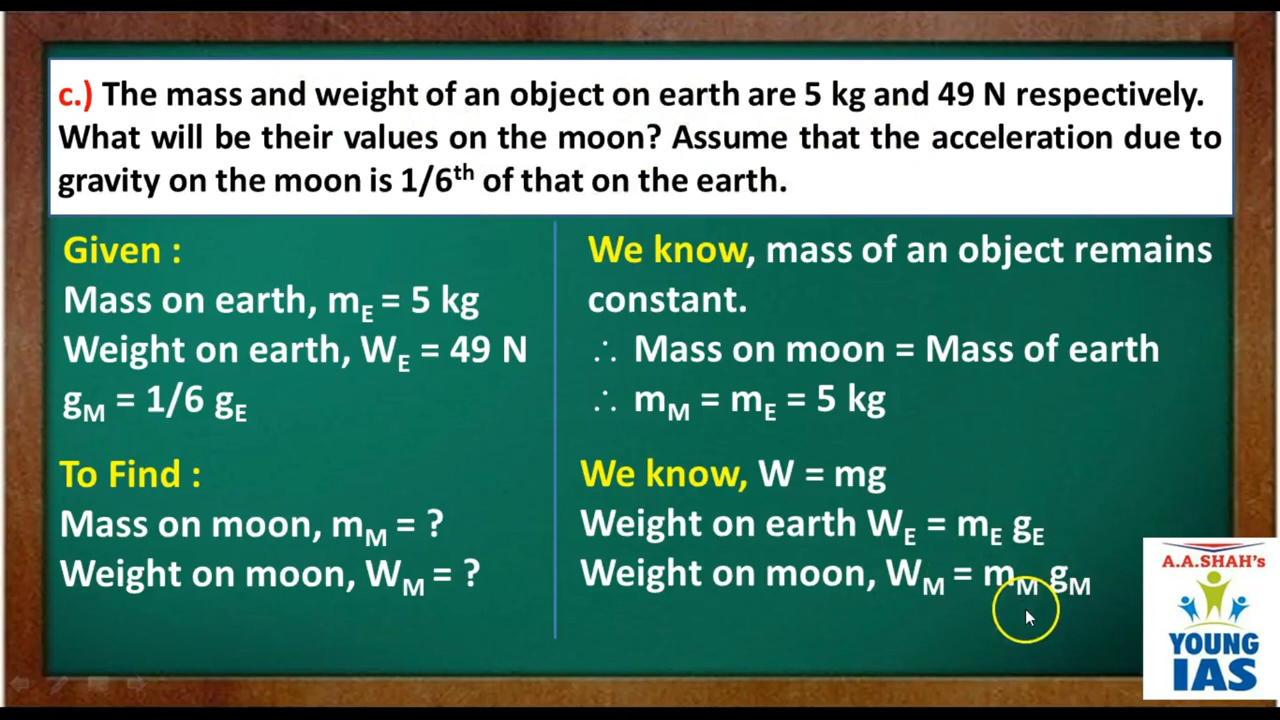 c.) The mass and weight of an object on earth are 5 kg and 49 N respectively.
What will be their values on the moon? Assume that the acceleration due to
gravity on the moon is 1/6th of that on the earth.
Given :
Mass on earth, mE = 5 kg
Weight on earth, WE = 49 N
gM = 1/6 gE
To Find :
Mass on moon, mM = ?
Weight on moon, WM = ?
We know, mass of an object remains
constant.
∴ Mass on moon = Mass of earth
∴ mM = mE = 5 kg
We know, W = mg
Weight on earth WE = mE gE
Weight on moon, WM = mM gM
A.A.SHAH's
YOUNG
IAS